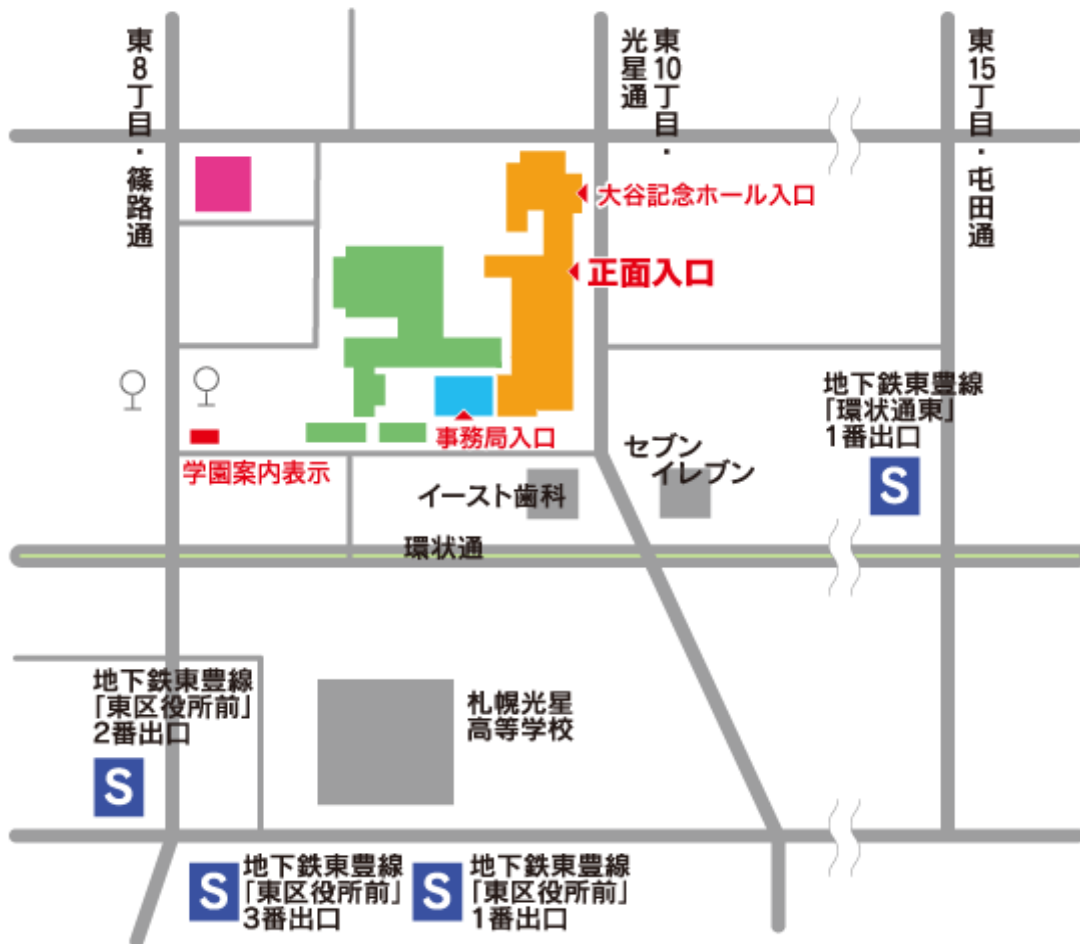 東8丁目・篠路通
光星通
東10丁目・
東15丁目・屯田通
大谷記念ホール入口
正面入口
地下鉄東豊線
「環状通東」
1番出口
S
事務局入口
学園案内表示
セブン
イレブン
イースト歯科
環状通
地下鉄東豊線
「東区役所前」
2番出口
S
札幌光星
高等学校
S
地下鉄東豊線
「東区役所前」
3番出口
S
地下鉄東豊線
「東区役所前」
1番出口